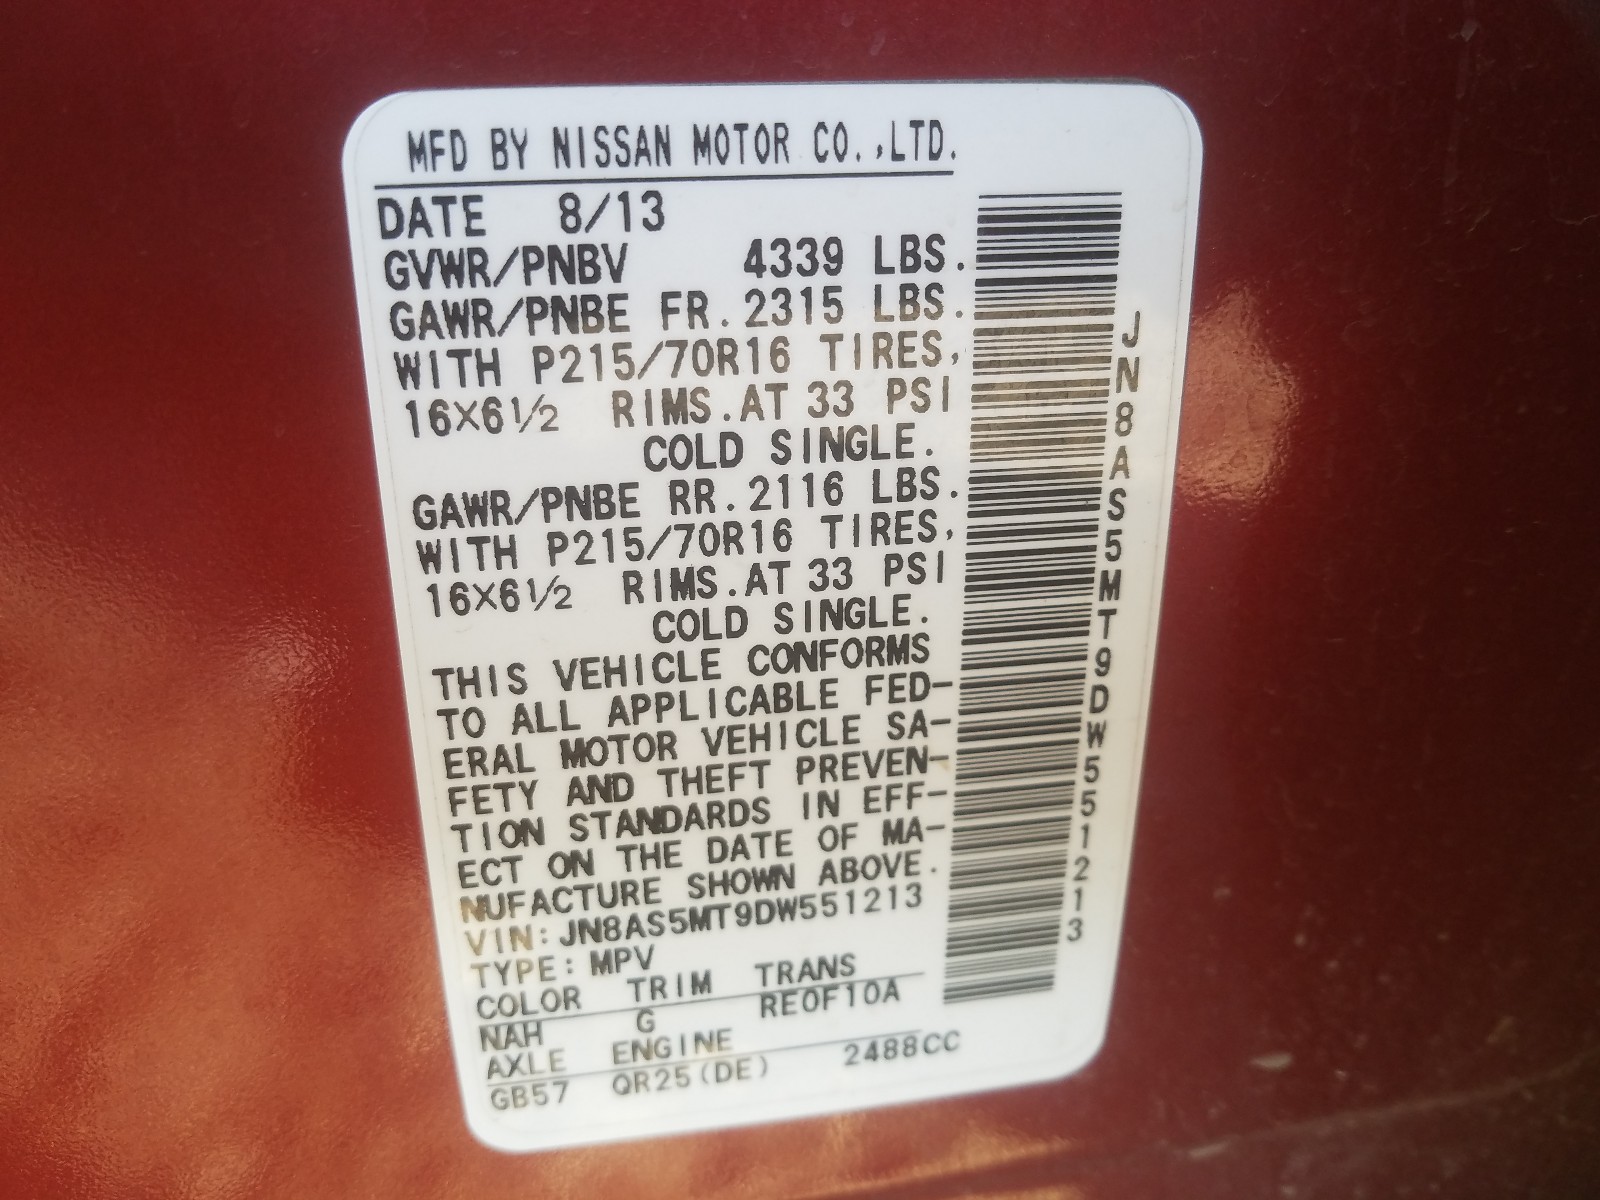 MFD BY NISSAN MOTOR CO.,LTD.
DATE 8/13
GVWR/PNBV 4339 LBS.
GAWR/PNBE FR. 2315 LBS.
WITH P215/70R16 TIRES,
16X6½ RIMS. AT 33 PSI
COLD SINGLE.
GAWR/PNBE RR. 2116 LBS.
WITH P215/70R16 TIRES,
16X6½ RIMS. AT 33 PSI
COLD SINGLE.
THIS VEHICLE CONFORMS
TO ALL APPLICABLE FED-
ERAL MOTOR VEHICLE SA-
FETY AND THEFT PREVEN-
TION STANDARDS IN EFF-
ECT ON THE DATE OF MA-
NUFACTURE SHOWN ABOVE.
VIN: JN8AS5MT9DW551213
TYPE: MPV
COLOR TRIM TRANS
NAH G RE0F10A
AXLE ENGINE
GB57 QR25(DE) 2488CC
JN8AS5MT9DW551213